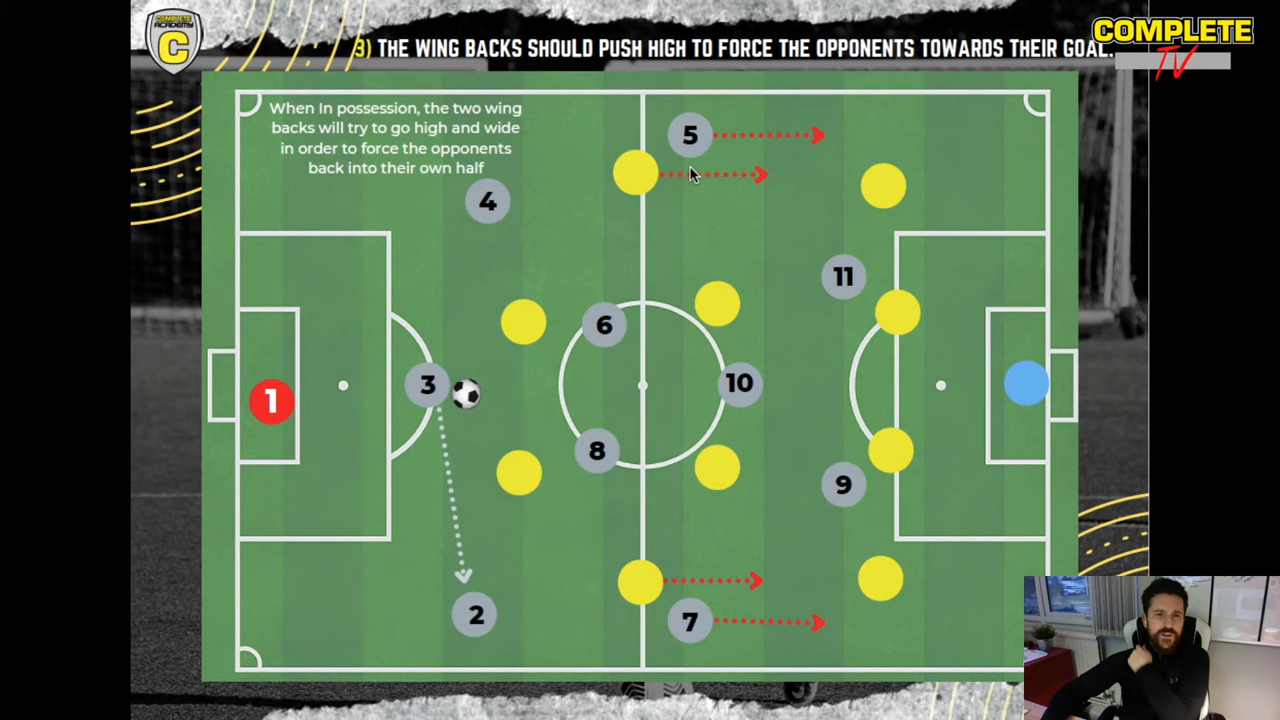 COMPLETE
ACADEMY
C
3) THE WING BACKS SHOULD PUSH HIGH TO FORCE THE OPPONENTS TOWARDS THEIR GOAL.
COMPLETE
TV
When In possession, the two wing
backs will try to go high and wide
in order to force the opponents
back into their own half
5
4
11
6
10
3
1
8
9
2
7